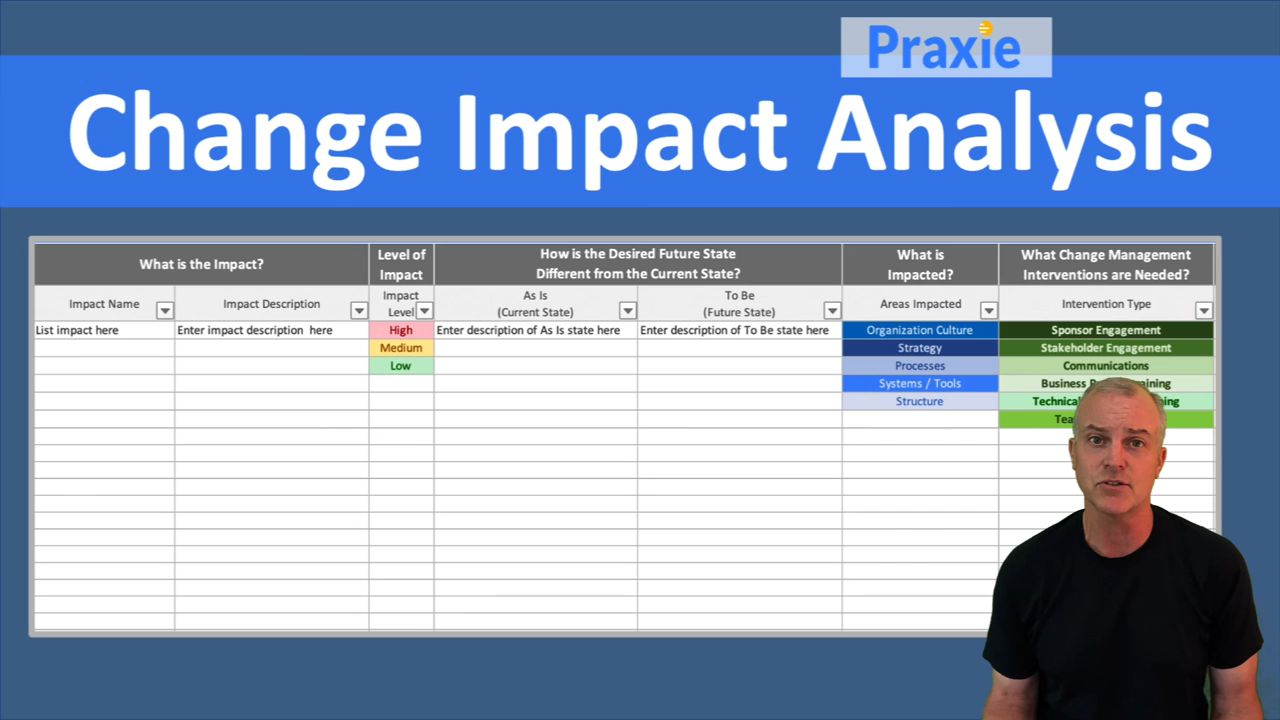 Praxie
Change Impact Analysis
What is the Impact?
Level of
Impact
How is the Desired Future State
Different from the Current State?
What is
Impacted?
What Change Management
Interventions are Needed?
Impact Name
Impact Description
Impact
Level
As Is
(Current State)
To Be
(Future State)
Areas Impacted
Intervention Type
List impact here
Enter impact description here
High
Enter description of As Is state here
Enter description of To Be state here
Organization Culture
Sponsor Engagement
Medium
Strategy
Stakeholder Engagement
Low
Processes
Communications
Systems / Tools
Business
Structure